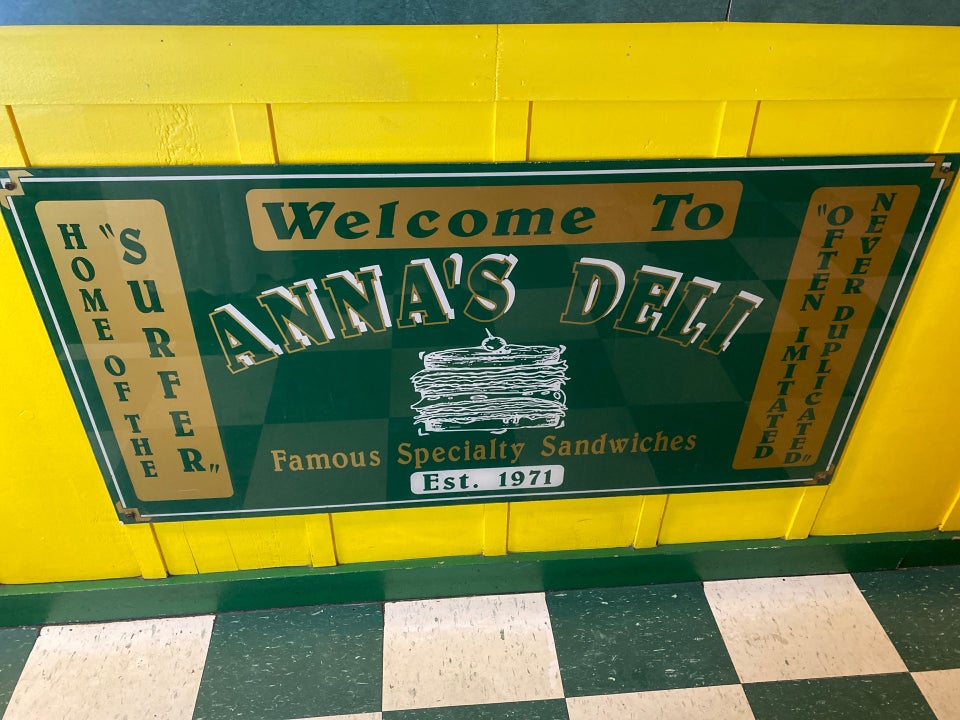 HOME OF THE
"SURFER"
Welcome To
ANNA'S DELI
Famous Specialty Sandwiches
Est. 1971
"OFTEN IMITATED
NEVER DUPLICATED"